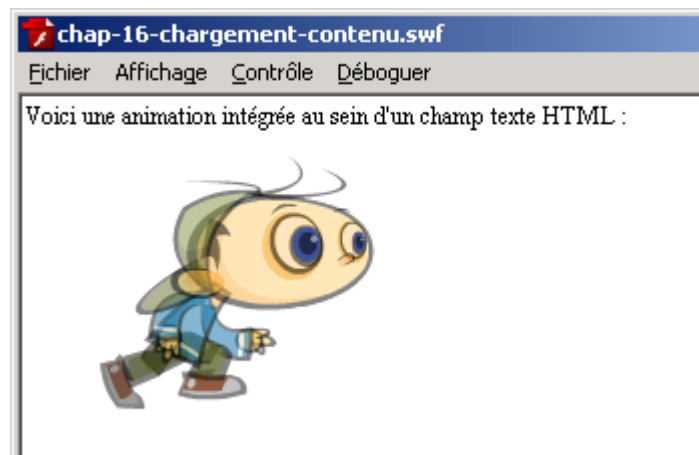 chap-16-chargement-contenu.swf
Fichier Affichage Contrôle Déboguer
Voici une animation intégrée au sein d'un champ texte HTML :